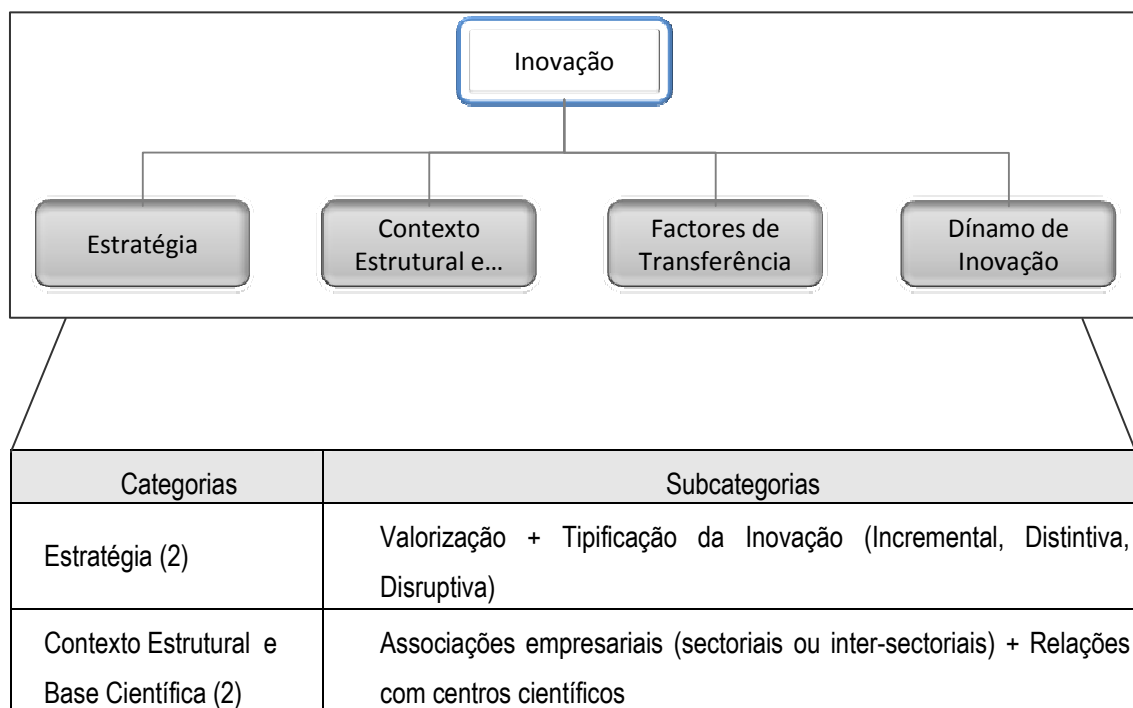 Inovação
Estratégia
Contexto
Estrutural e...
Factores de
Transferência
Dínamo de
Inovação
Categorias
Subcategorias
Estratégia (2)
Valorização + Tipificação da Inovação (Incremental, Distintiva,
Disruptiva)
Contexto Estrutural e
Base Científica (2)
Associações empresariais (sectoriais ou inter-sectoriais) + Relações
com centros científicos